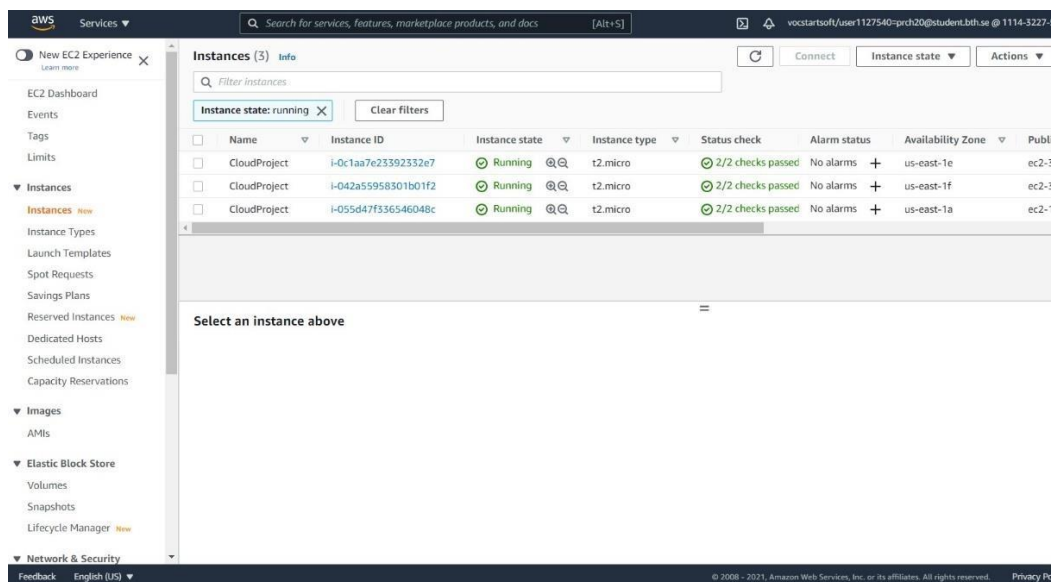 aws Services ▼ Search for services, features, marketplace products, and docs [Alt+S] vocstartsoft/user1127540=prch20@student.bth.se @ 1114-3227-
New EC2 Experience
Learn more
EC2 Dashboard
Events
Tags
Limits
▼ Instances
Instances New
Instance Types
Launch Templates
Spot Requests
Savings Plans
Reserved Instances New
Dedicated Hosts
Scheduled Instances
Capacity Reservations
▼ Images
AMIs
▼ Elastic Block Store
Volumes
Snapshots
Lifecycle Manager New
▼ Network & Security
Instances (3) Info Connect Instance state ▼ Actions ▼
Filter instances
Instance state: running X Clear filters
Name Instance ID Instance state Instance type Status check Alarm status Availability Zone Publ
CloudProject i-0c1aa7e23392332e7 Running t2.micro 2/2 checks passed No alarms + us-east-1e ec2-3
CloudProject i-042a55958301b01f2 Running t2.micro 2/2 checks passed No alarms + us-east-1f ec2-3
CloudProject i-055d47f336546048c Running t2.micro 2/2 checks passed No alarms + us-east-1a ec2-1
Select an instance above
Feedback English (US) ▼ © 2008 - 2021, Amazon Web Services, Inc. or its affiliates. All rights reserved. Privacy Po